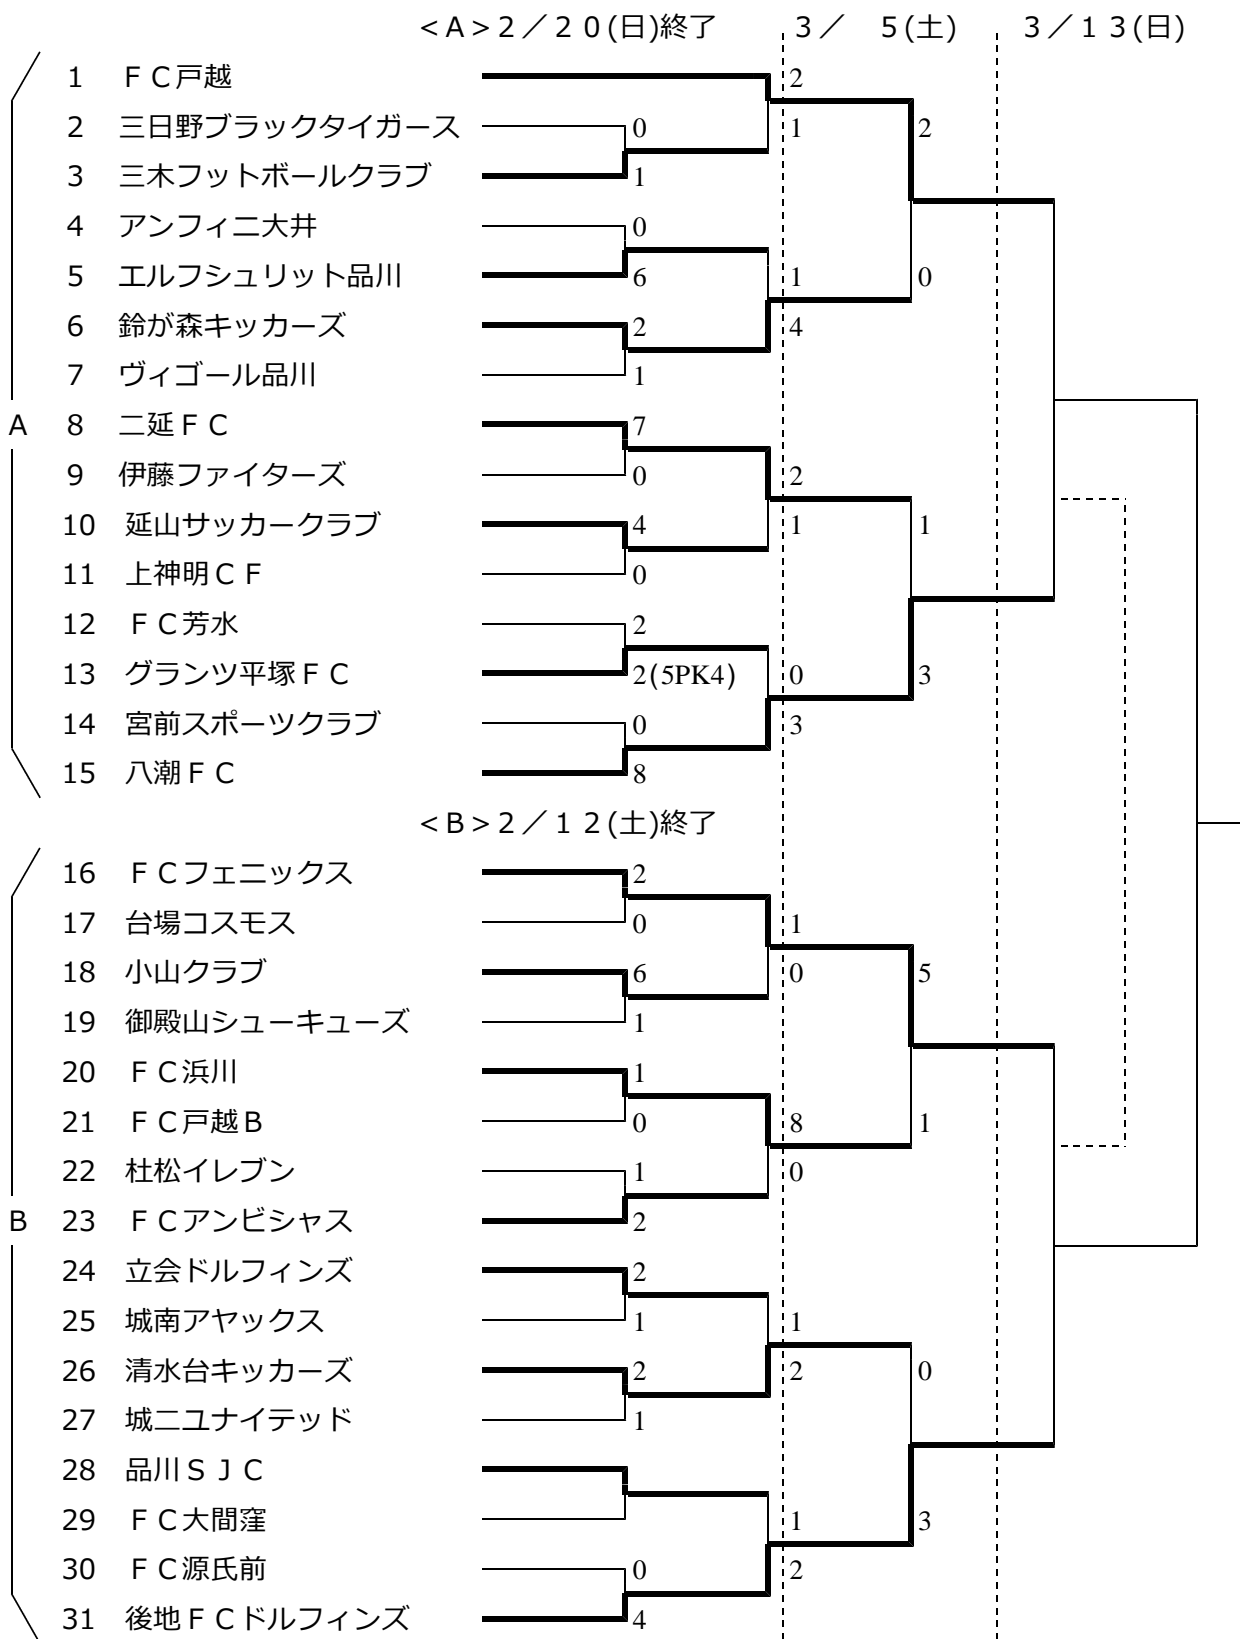 ＜A＞2／20(日)終了 3／　5(土) 3／13(日)
1 ＦＣ戸越 2
2 三日野ブラックタイガース 0 1 2
3 三木フットボールクラブ 1
4 アンフィニ大井 0
5 エルフシュリット品川 6 1 0
6 鈴が森キッカーズ 2 4
7 ヴィゴール品川 1
A 8 二延ＦＣ 7
9 伊藤ファイターズ 0 2
10 延山サッカークラブ 4 1 1
11 上神明ＣＦ 0
12 ＦＣ芳水 2
13 グランツ平塚ＦＣ 2(5PK4) 0 3
14 宮前スポーツクラブ 0 3
15 八潮ＦＣ 8
＜B＞2／12(土)終了
16 ＦＣフェニックス 2
17 台場コスモス 0 1
18 小山クラブ 6 0 5
19 御殿山シューキューズ 1
20 ＦＣ浜川 1
21 ＦＣ戸越Ｂ 0 8 1
22 杜松イレブン 1 0
B 23 ＦＣアンビシャス 2
24 立会ドルフィンズ 2
25 城南アヤックス 1 1
26 清水台キッカーズ 2 2 0
27 城二ユナイテッド 1
28 品川ＳＪＣ
29 ＦＣ大間窪 1 3
30 ＦＣ源氏前 0 2
31 後地ＦＣドルフィンズ 4